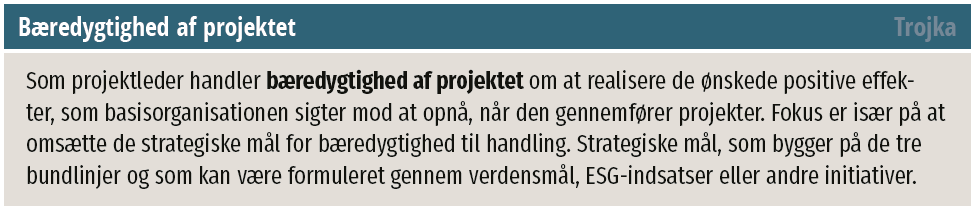 Bæredygtighed af projektet Trojka
Som projektleder handler bæredygtighed af projektet om at realisere de ønskede positive effek-
ter, som basisorganisationen sigter mod at opnå, når den gennemfører projekter. Fokus er især på at
omsætte de strategiske mål for bæredygtighed til handling. Strategiske mål, som bygger på de tre
bundlinjer og som kan være formuleret gennem verdensmål, ESG-indsatser eller andre initiativer.